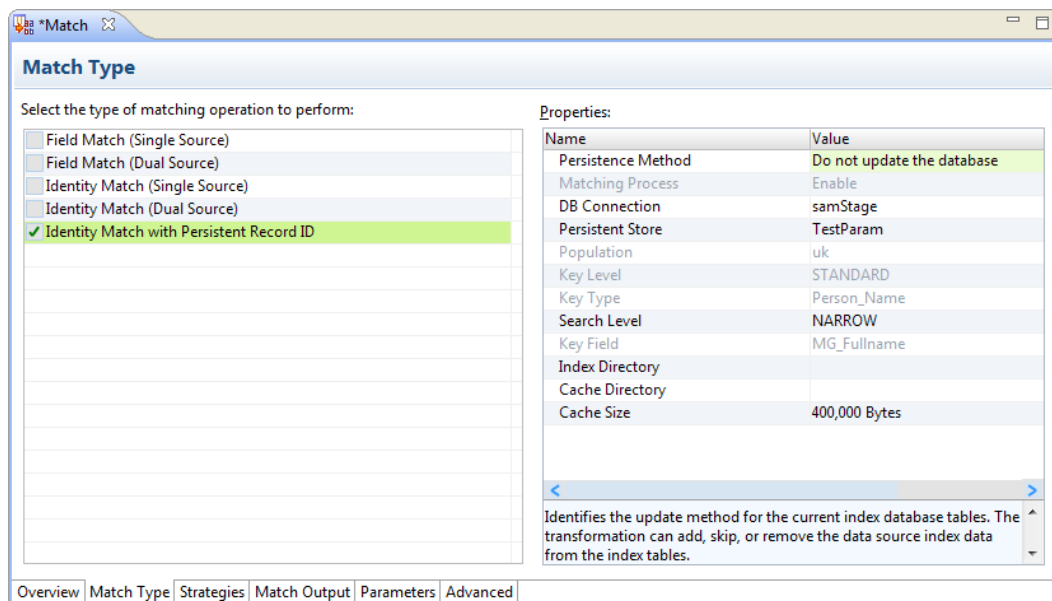 *Match
Match Type
Select the type of matching operation to perform:
Field Match (Single Source)
Field Match (Dual Source)
Identity Match (Single Source)
Identity Match (Dual Source)
Identity Match with Persistent Record ID
Properties:
Name Value
Persistence Method Do not update the database
Matching Process Enable
DB Connection samStage
Persistent Store TestParam
Population uk
Key Level STANDARD
Key Type Person_Name
Search Level NARROW
Key Field MG_Fullname
Index Directory
Cache Directory
Cache Size 400,000 Bytes
Identifies the update method for the current index database tables. The
transformation can add, skip, or remove the data source index data
from the index tables.
Overview Match Type Strategies Match Output Parameters Advanced